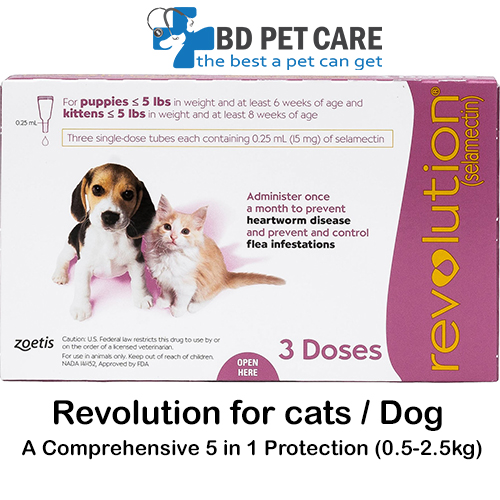 BD PET CARE
the best a pet can get
For puppies ≤ 5 lbs in weight and at least 6 weeks of age and
kittens ≤ 5 lbs in weight and at least 8 weeks of age
0.25 mL
Three single-dose tubes each containing 0.25 mL (15 mg) of selamectin
Administer once
a month to prevent
heartworm disease
and prevent and control
flea infestations
revolution®
(selamectin)
zoetis
Caution: U.S. Federal law restricts this drug to use by or
on the order of a licensed veterinarian.
For use in animals only. Keep out of reach of children.
NADA 141-152, Approved by FDA
OPEN
HERE
3 Doses
Revolution for cats / Dog
A Comprehensive 5 in 1 Protection (0.5-2.5kg)